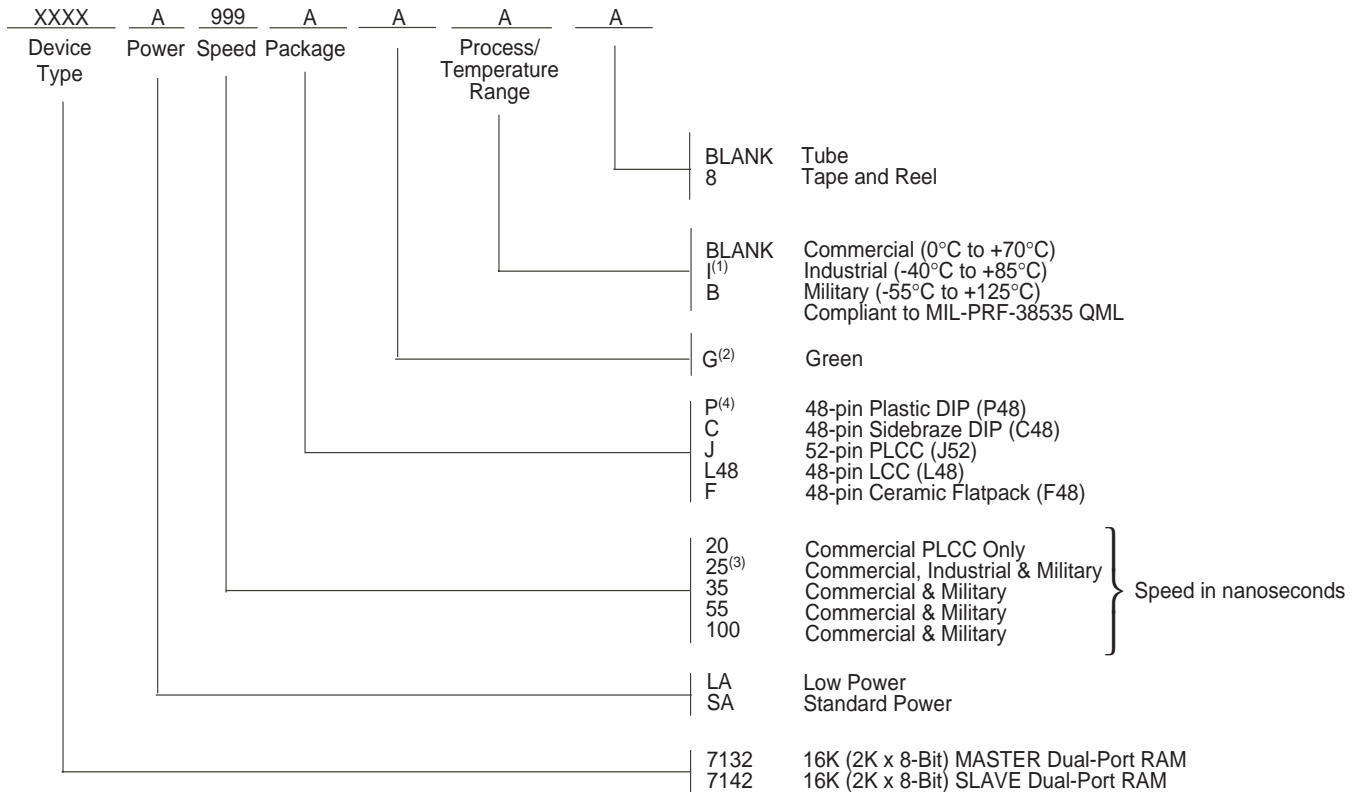 XXXX A 999 A A A A
Device Type Power Speed Package Process/ Temperature Range
BLANK Tube
8 Tape and Reel
BLANK Commercial (0°C to +70°C)
I(1) Industrial (-40°C to +85°C)
B Military (-55°C to +125°C)
Compliant to MIL-PRF-38535 QML
G(2) Green
P(4) 48-pin Plastic DIP (P48)
C 48-pin Sidebraze DIP (C48)
J 52-pin PLCC (J52)
L48 48-pin LCC (L48)
F 48-pin Ceramic Flatpack (F48)
20 Commercial PLCC Only
25(3) Commercial, Industrial & Military
35 Commercial & Military
55 Commercial & Military
100 Commercial & Military
Speed in nanoseconds
LA Low Power
SA Standard Power
7132 16K (2K x 8-Bit) MASTER Dual-Port RAM
7142 16K (2K x 8-Bit) SLAVE Dual-Port RAM